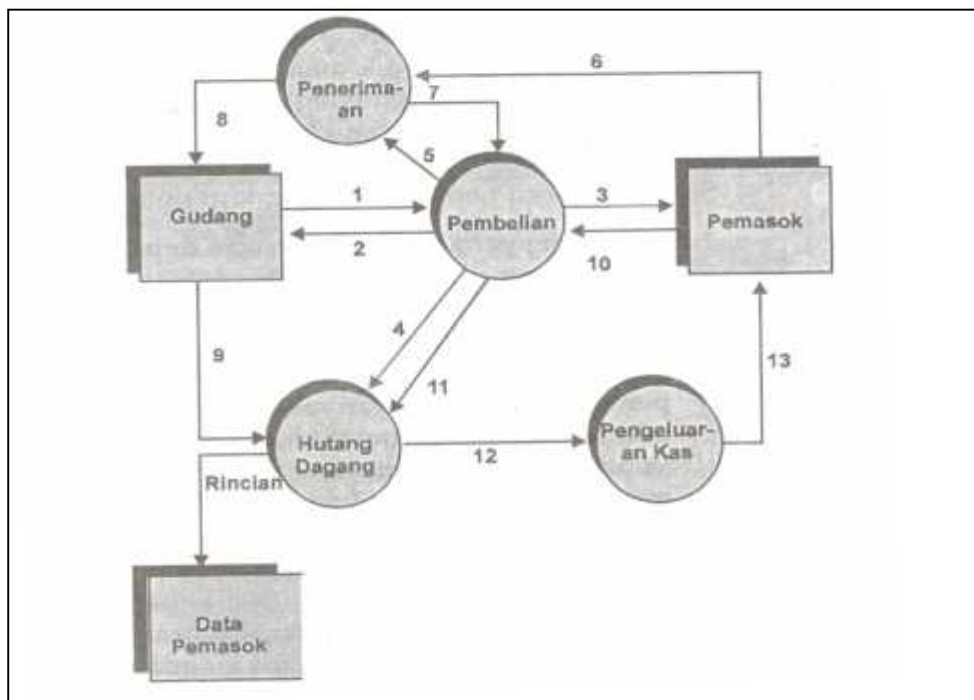 6
Penerima-
an
7
8
5
1
3
Gudang
Pembelian
Pemasok
2
10
4
9
11
13
Hutang
Dagang
Pengeluar-
an Kas
12
Rincian
Data
Pemasok